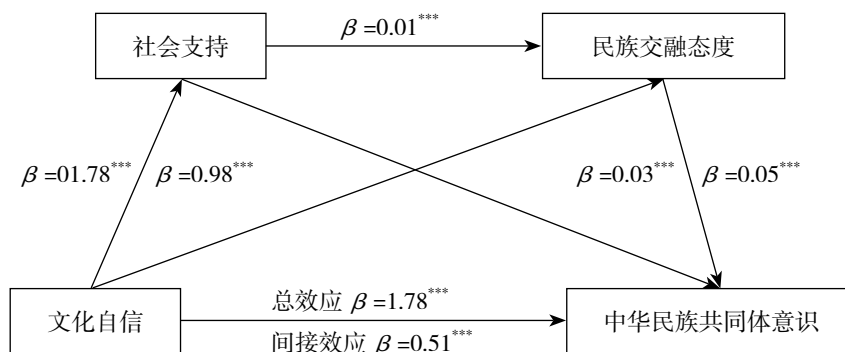 社会支持
β=0.01***
民族交融态度
β=01.78***
β=0.98***
β=0.03***
β=0.05***
文化自信
总效应 β=1.78***
间接效应 β=0.51***
中华民族共同体意识